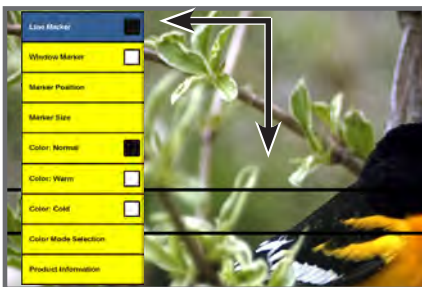 Line Marker
Window Marker
Marker Position
Marker Size
Color: Normal
Color: Warm
Color: Cold
Color Mode Selection
Product Information